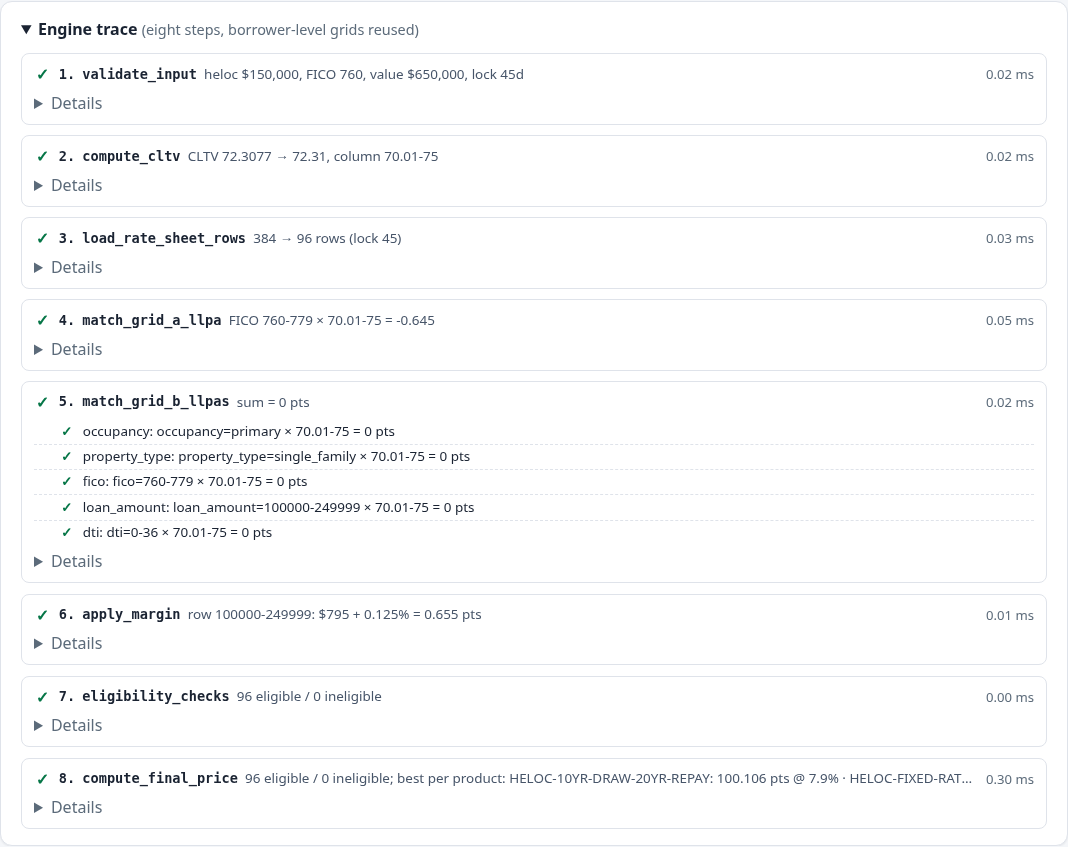 ▼ Engine trace (eight steps, borrower-level grids reused)
✓ 1. validate_input heloc $150,000, FICO 760, value $650,000, lock 45d 0.02 ms
▶ Details
✓ 2. compute_cltv CLTV 72.3077 → 72.31, column 70.01-75 0.02 ms
▶ Details
✓ 3. load_rate_sheet_rows 384 → 96 rows (lock 45) 0.03 ms
▶ Details
✓ 4. match_grid_a_llpa FICO 760-779 × 70.01-75 = -0.645 0.05 ms
▶ Details
✓ 5. match_grid_b_llpas sum = 0 pts 0.02 ms
✓ occupancy: occupancy=primary × 70.01-75 = 0 pts
✓ property_type: property_type=single_family × 70.01-75 = 0 pts
✓ fico: fico=760-779 × 70.01-75 = 0 pts
✓ loan_amount: loan_amount=100000-249999 × 70.01-75 = 0 pts
✓ dti: dti=0-36 × 70.01-75 = 0 pts
▶ Details
✓ 6. apply_margin row 100000-249999: $795 + 0.125% = 0.655 pts 0.01 ms
▶ Details
✓ 7. eligibility_checks 96 eligible / 0 ineligible 0.00 ms
▶ Details
✓ 8. compute_final_price 96 eligible / 0 ineligible; best per product: HELOC-10YR-DRAW-20YR-REPAY: 100.106 pts @ 7.9% · HELOC-FIXED-RAT... 0.30 ms
▶ Details